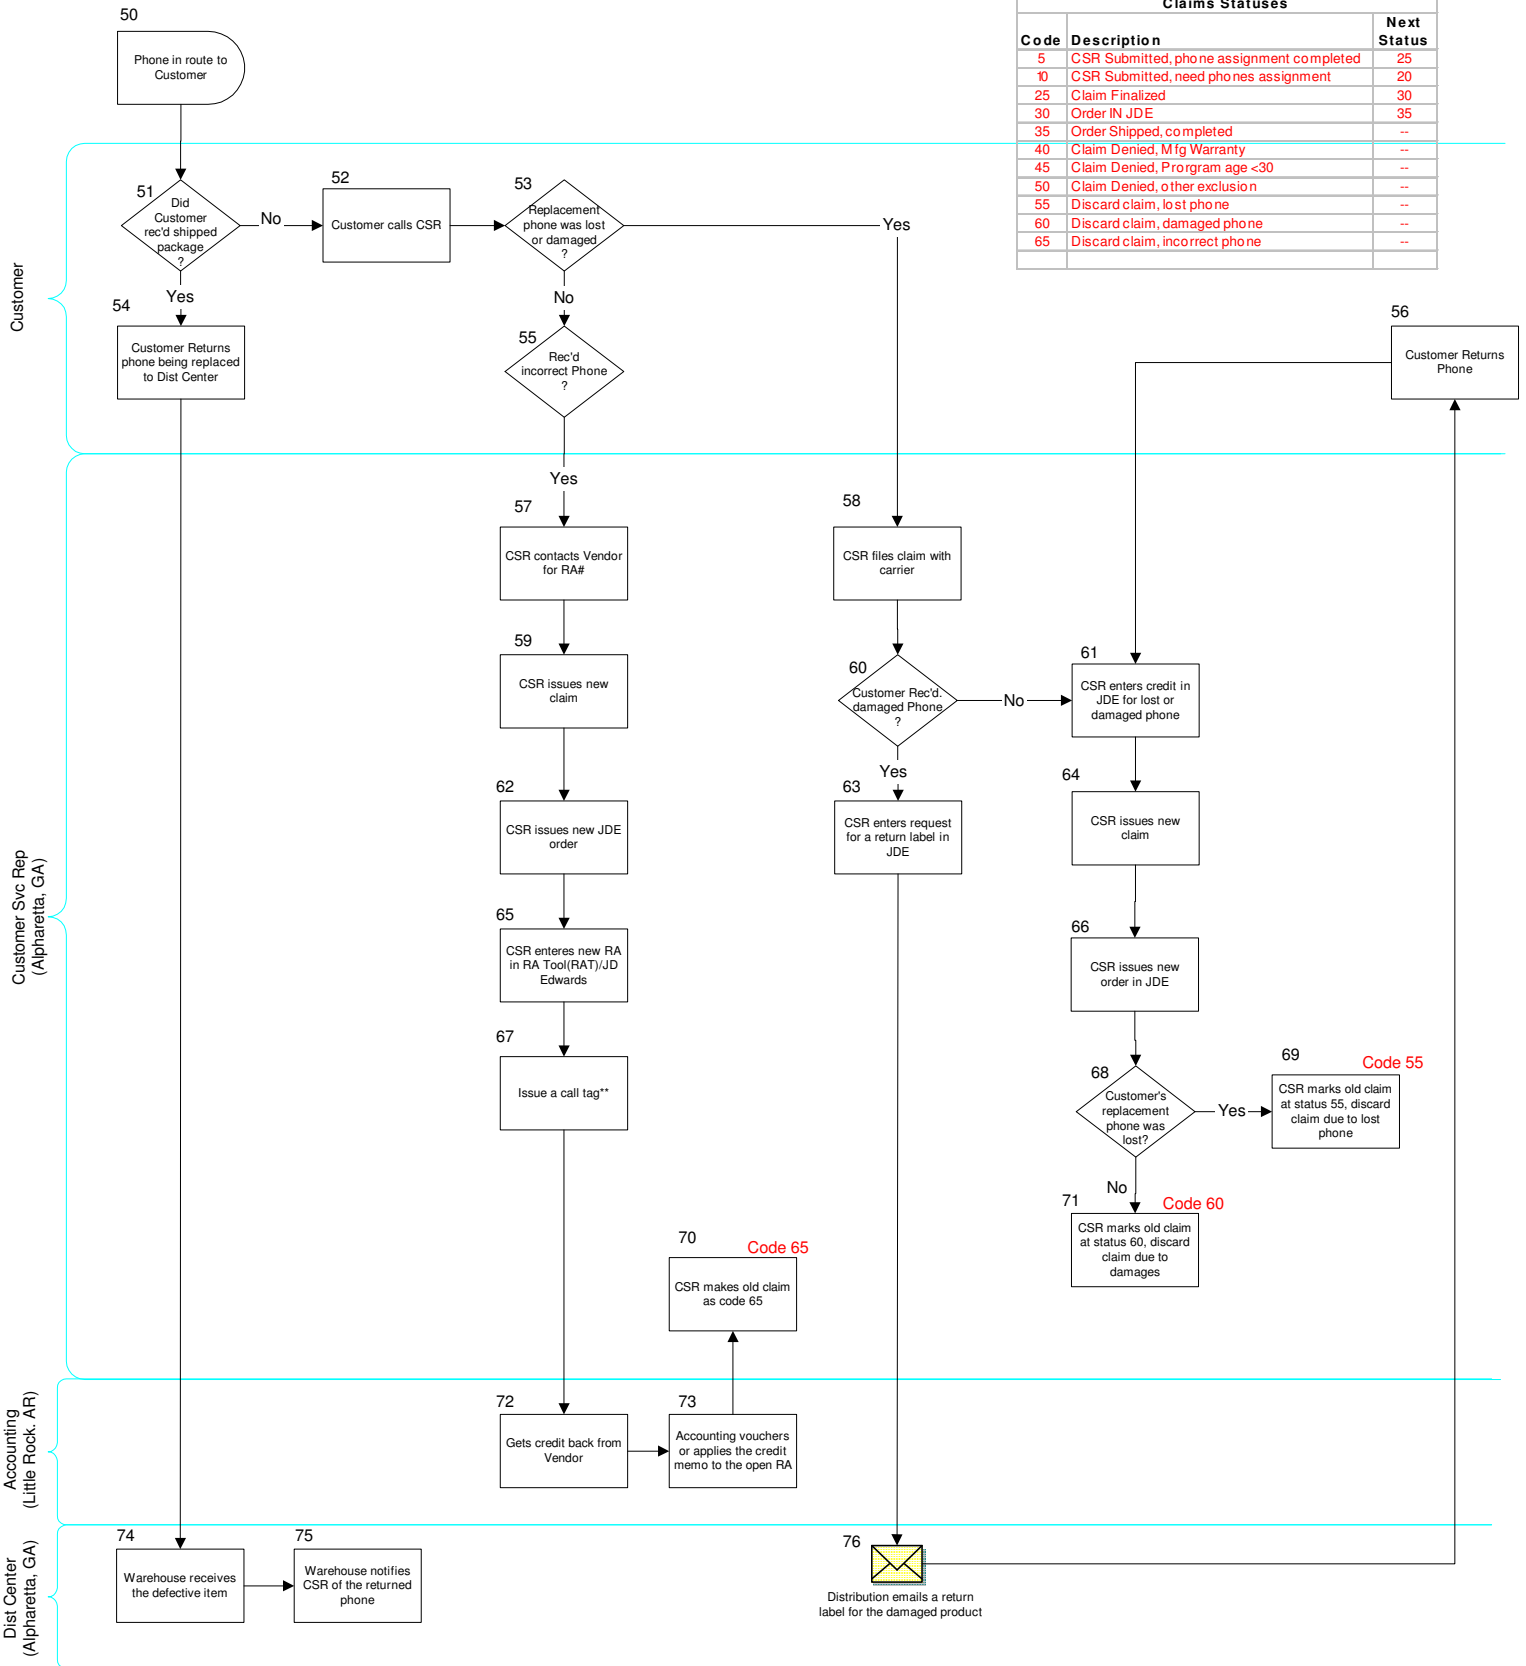 Claims Statuses
Code Description Next Status
5 CSR Submitted, phone assignment completed 25
10 CSR Submitted, need phones assignment 20
25 Claim Finalized 30
30 Order IN JDE 35
35 Order Shipped, completed --
40 Claim Denied, Mfg Warranty --
45 Claim Denied, Prorgram age <30 --
50 Claim Denied, other exclusion --
55 Discard claim, lost phone --
60 Discard claim, damaged phone --
65 Discard claim, incorrect phone --
50
Phone in route to
Customer
Customer
51
Did
Customer
rec'd shipped
package
?
No
52
Customer calls CSR
53
Replacement
phone was lost
or damaged
?
Yes
Yes
No
54
Customer Returns
phone being replaced
to Dist Center
55
Rec'd
incorrect Phone
?
56
Customer Returns
Phone
Customer Svc Rep
(Alpharetta, GA)
Yes
57
CSR contacts Vendor
for RA#
58
CSR files claim with
carrier
59
CSR issues new
claim
60
Customer Rec'd.
damaged Phone
?
No
61
CSR enters credit in
JDE for lost or
damaged phone
Yes
62
CSR issues new JDE
order
63
CSR enters request
for a return label in
JDE
64
CSR issues new
claim
65
CSR enteres new RA
in RA Tool(RAT)/JD
Edwards
66
CSR issues new
order in JDE
67
Issue a call tag**
68
Customer's
replacement
phone was
lost?
Yes
69
Code 55
CSR marks old claim
at status 55, discard
claim due to lost
phone
No
71
Code 60
CSR marks old claim
at status 60, discard
claim due to
damages
70
Code 65
CSR makes old claim
as code 65
Accounting
(Little Rock. AR)
72
Gets credit back from
Vendor
73
Accounting vouchers
or applies the credit
memo to the open RA
Dist Center
(Alpharetta, GA)
74
Warehouse receives
the defective item
75
Warehouse notifies
CSR of the returned
phone
76
Distribution emails a return
label for the damaged product